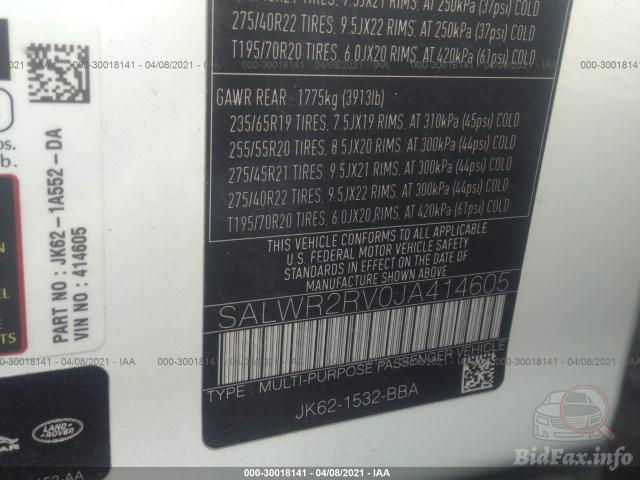 275/40R22 TIRES, 9.5JX22 RIMS, AT 250kPa (37psi) COLD
T195/70R20 TIRES, 6.0JX20 RIMS, AT 420kPa (61psi) COLD
000-30018141 - 04/08/2021 - IAA
GAWR REAR : 1775kg (3913lb)
235/65R19 TIRES, 7.5JX19 RIMS, AT 310kPa (45psi) COLD
255/55R20 TIRES, 8.5JX20 RIMS, AT 300kPa (44psi) COLD
275/45R21 TIRES, 9.5JX21 RIMS, AT 300kPa (44psi) COLD
275/40R22 TIRES, 9.5JX22 RIMS, AT 300kPa (44psi) COLD
T195/70R20 TIRES, 6.0JX20 RIMS, AT 420kPa (61psi) COLD
THIS VEHICLE CONFORMS TO ALL APPLICABLE
U.S. FEDERAL MOTOR VEHICLE SAFETY
STANDARDS IN EFFECT ON THE DATE OF
MANUFACTURE SHOWN ABOVE
SALWR2RV0JA414605
TYPE : MULTI-PURPOSE PASSENGER VEHICLE
JK62-1532-BBA
PART NO : JK62-1A552-DA
VIN NO : 414605
LAND-
ROVER
000-30018141 - 04/08/2021 - IAA
000-30018141 - 04/08/2021 - IAA
BidFax.info